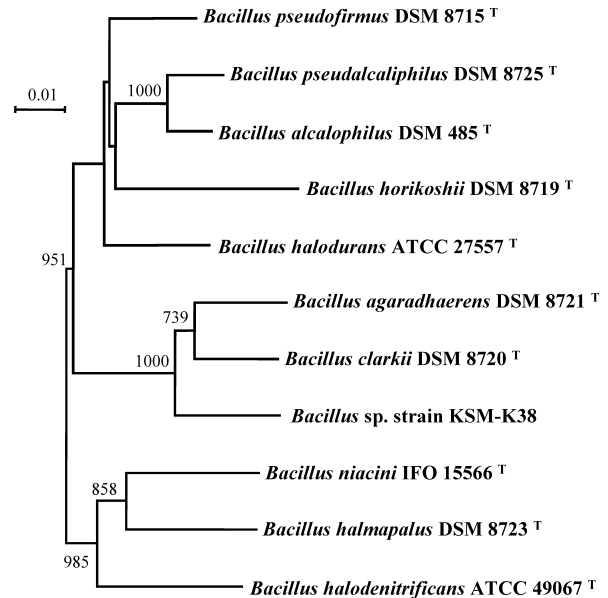 Bacillus pseudofirmus DSM 8715 T
Bacillus pseudalcaliphilus DSM 8725 T
1000
0.01
Bacillus alcalophilus DSM 485 T
Bacillus horikoshii DSM 8719 T
Bacillus halodurans ATCC 27557 T
951
Bacillus agaradhaerens DSM 8721 T
739
Bacillus clarkii DSM 8720 T
1000
Bacillus sp. strain KSM-K38
Bacillus niacini IFO 15566 T
858
Bacillus halmapalus DSM 8723 T
985
Bacillus halodenitrificans ATCC 49067 T